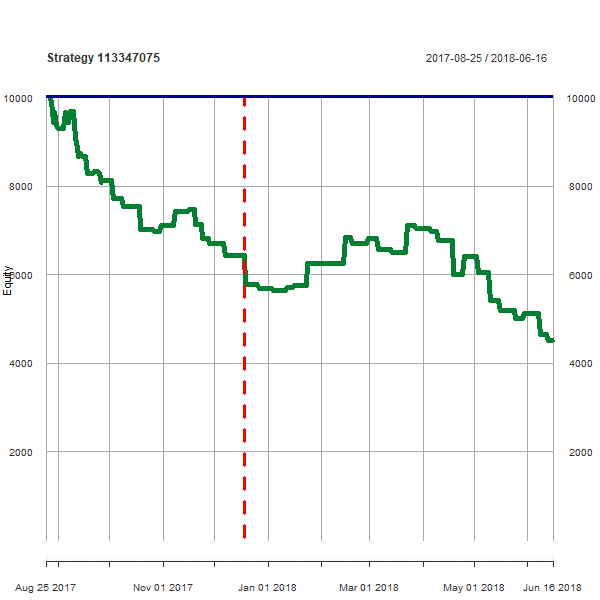 Strategy 113347075
2017-08-25 / 2018-06-16
10000
10000
8000
8000
6000
6000
Equity
4000
4000
2000
2000
Aug 25 2017
Nov 01 2017
Jan 01 2018
Mar 01 2018
May 01 2018
Jun 16 2018